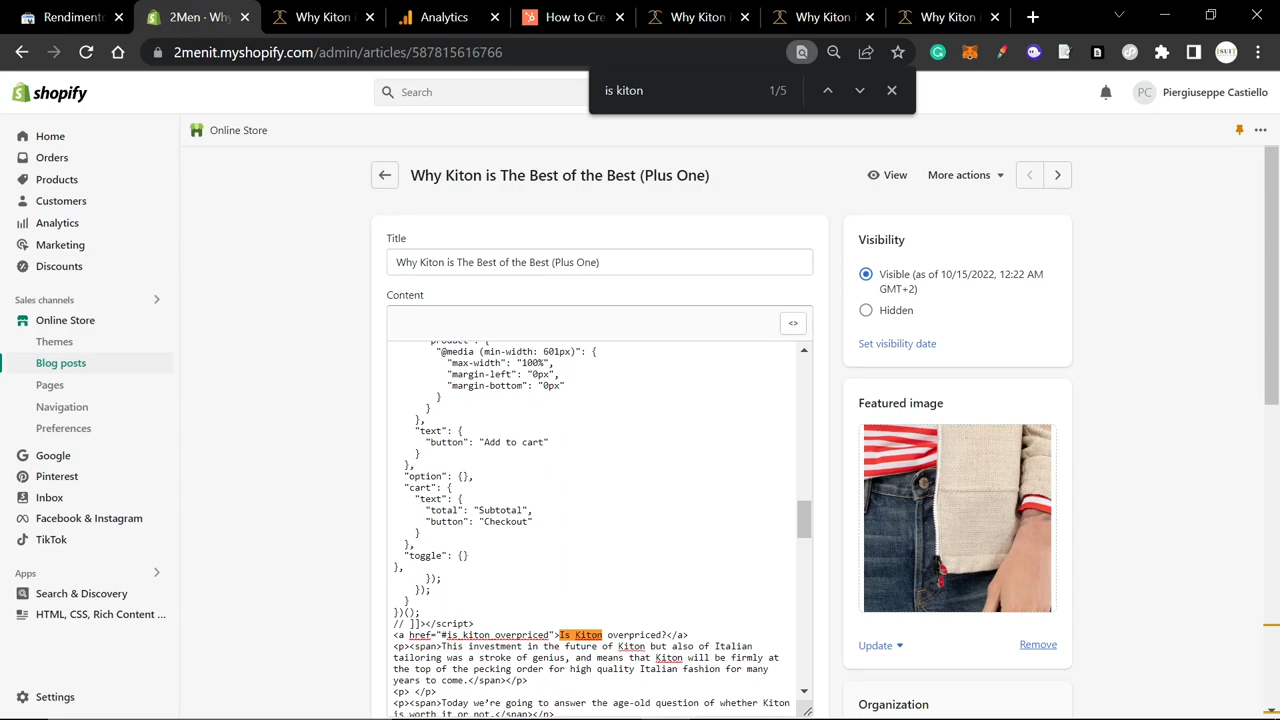 Rendimento
2Men · Why
Why Kiton i
Analytics
How to Cre
Why Kiton
Why Kiton i
Why Kiton
2menit.myshopify.com/admin/articles/587815616766
is kiton
1/5
shopify
Search
PC
Piergiuseppe Castiello
Home
Orders
Products
Customers
Analytics
Marketing
Discounts
Sales channels
Online Store
Themes
Blog posts
Pages
Navigation
Preferences
Google
Pinterest
Inbox
Facebook & Instagram
TikTok
Apps
Search & Discovery
HTML, CSS, Rich Content ...
Settings
Online Store
Why Kiton is The Best of the Best (Plus One)
View
More actions
Title
Why Kiton is The Best of the Best (Plus One)
Content
<>
"product": {
"@media (min-width: 601px)": {
"max-width": "100%",
"margin-left": "0px",
"margin-bottom": "0px"
}
}
},
"text": {
"button": "Add to cart"
}
},
"option": {},
"cart": {
"text": {
"total": "Subtotal",
"button": "Checkout"
}
},
"toggle": {}
},
});
});
}
})();
// ]]></script>
<a href="#is kiton overpriced">Is Kiton overpriced?</a>
<p><span>This investment in the future of Kiton but also of Italian
tailoring was a stroke of genius, and means that Kiton will be firmly at
the top of the pecking order for high quality Italian fashion for many
years to come.</span></p>
<p> </p>
<p><span>Today we're going to answer the age-old question of whether Kiton
is worth it or not.</span></p>
Visibility
Visible (as of 10/15/2022, 12:22 AM
GMT+2)
Hidden
Set visibility date
Featured image
Update
Remove
Organization